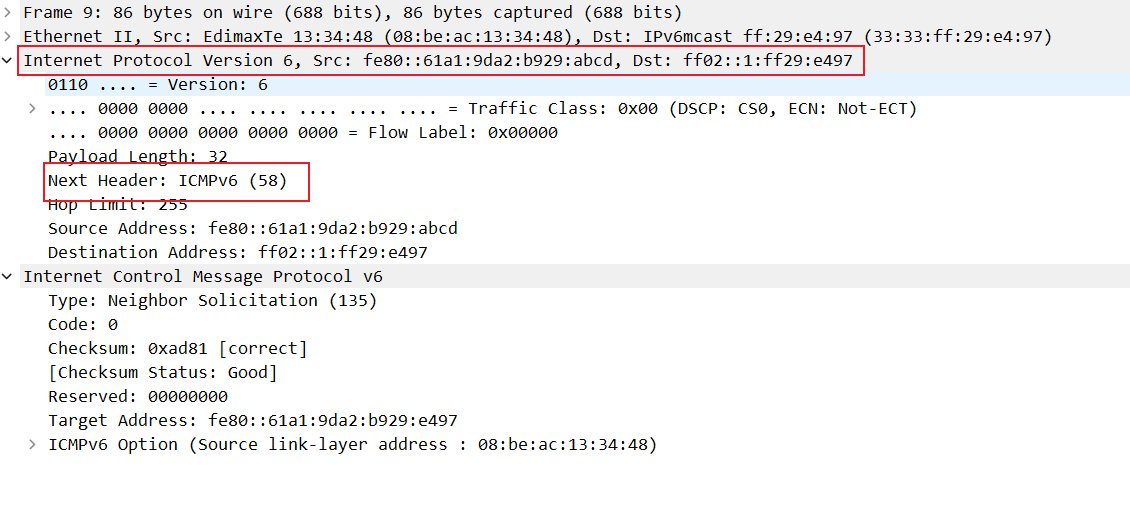 Frame 9: 86 bytes on wire (688 bits), 86 bytes captured (688 bits)
Ethernet II, Src: EdimaxTe 13:34:48 (08:be:ac:13:34:48), Dst: IPv6mcast ff:29:e4:97 (33:33:ff:29:e4:97)
Internet Protocol Version 6, Src: fe80::61a1:9da2:b929:abcd, Dst: ff02::1:ff29:e497
0110 .... = Version: 6
.... 0000 0000 .... .... .... .... .... = Traffic Class: 0x00 (DSCP: CS0, ECN: Not-ECT)
.... 0000 0000 0000 0000 0000 = Flow Label: 0x00000
Payload Length: 32
Next Header: ICMPv6 (58)
Hop Limit: 255
Source Address: fe80::61a1:9da2:b929:abcd
Destination Address: ff02::1:ff29:e497
Internet Control Message Protocol v6
Type: Neighbor Solicitation (135)
Code: 0
Checksum: 0xad81 [correct]
[Checksum Status: Good]
Reserved: 00000000
Target Address: fe80::61a1:9da2:b929:e497
ICMPv6 Option (Source link-layer address : 08:be:ac:13:34:48)